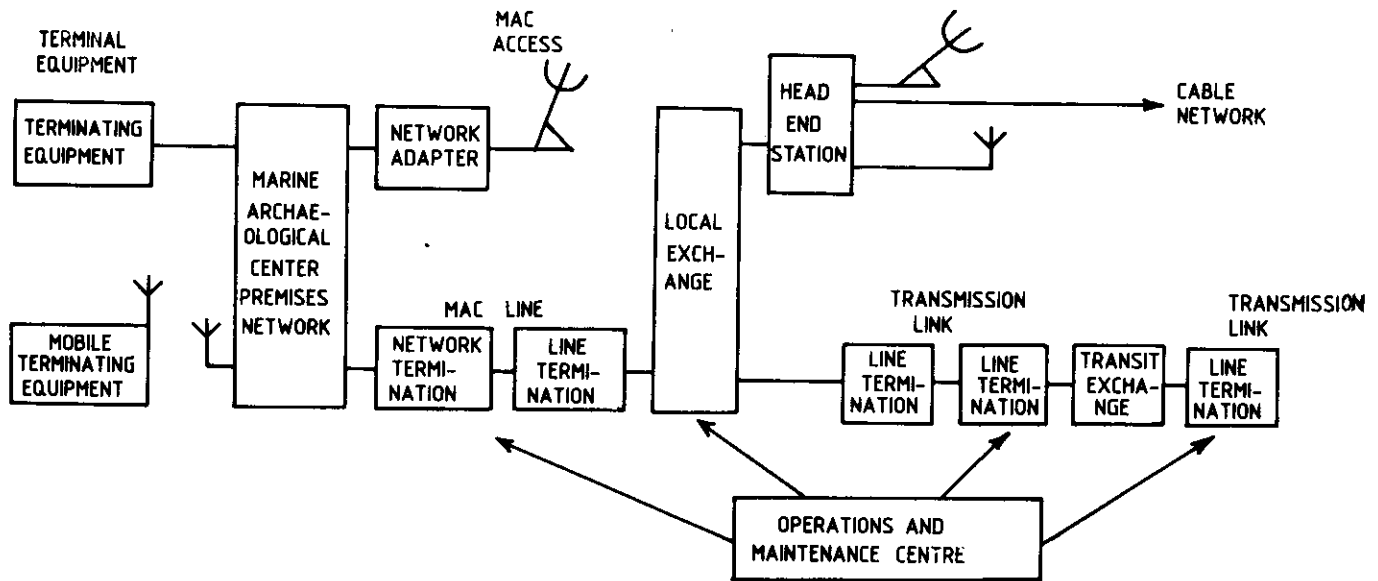 TERMINAL
EQUIPMENT
MAC
ACCESS
TERMINATING
EQUIPMENT
MARINE
ARCHAE-
OLOGICAL
CENTER
PREMISES
NETWORK
NETWORK
ADAPTER
LOCAL
EXCH-
ANGE
HEAD
END
STATION
CABLE
NETWORK
MOBILE
TERMINATING
EQUIPMENT
MAC LINE
NETWORK
TERMI-
NATION
LINE
TERMI-
NATION
TRANSMISSION
LINK
LINE
TERMI-
NATION
LINE
TERMI-
NATION
TRANSIT
EXCHA-
NGE
TRANSMISSION
LINK
LINE
TERMI-
NATION
OPERATIONS AND
MAINTENANCE CENTRE